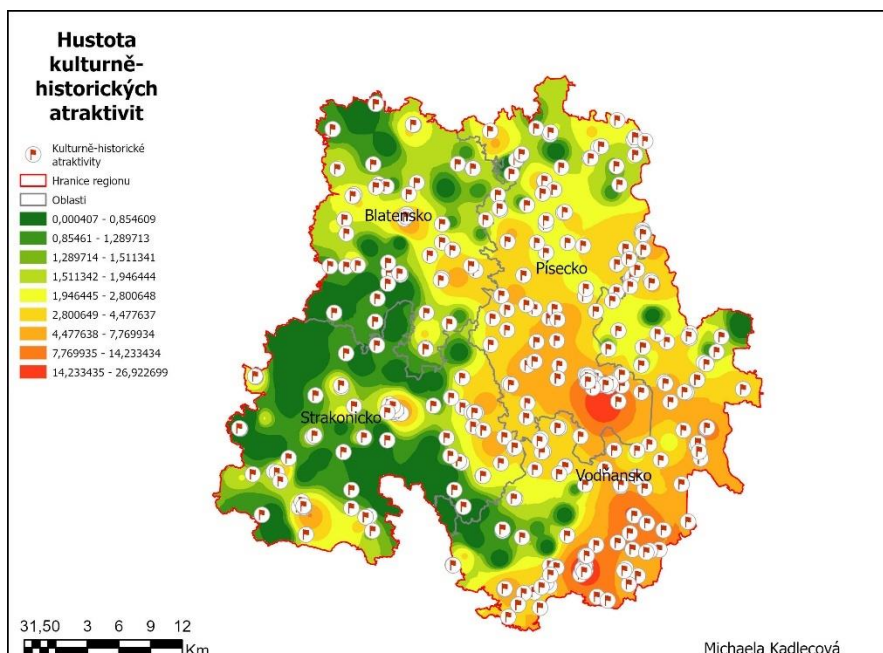 Hustota
kulturně-
historických
atraktivit
Kulturně-historické
atraktivity
Hranice regionu
Oblasti
0,000407 - 0,854609
0,85461 - 1,289713
1,289714 - 1,511341
1,511342 - 1,946444
1,946445 - 2,800648
2,800649 - 4,477637
4,477638 - 7,769934
7,769935 - 14,233434
14,233435 - 26,922699
Blatensko
Písecko
Strakonicko
Vodňansko
31,50 3 6 9 12
Km
Michaela Kadlecová